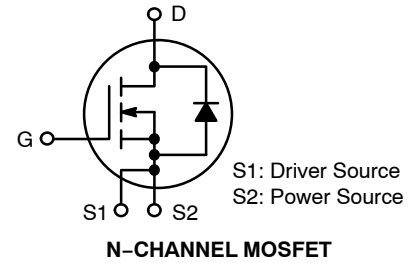 D
G
S1: Driver Source
S2: Power Source
S1 S2
N−CHANNEL MOSFET